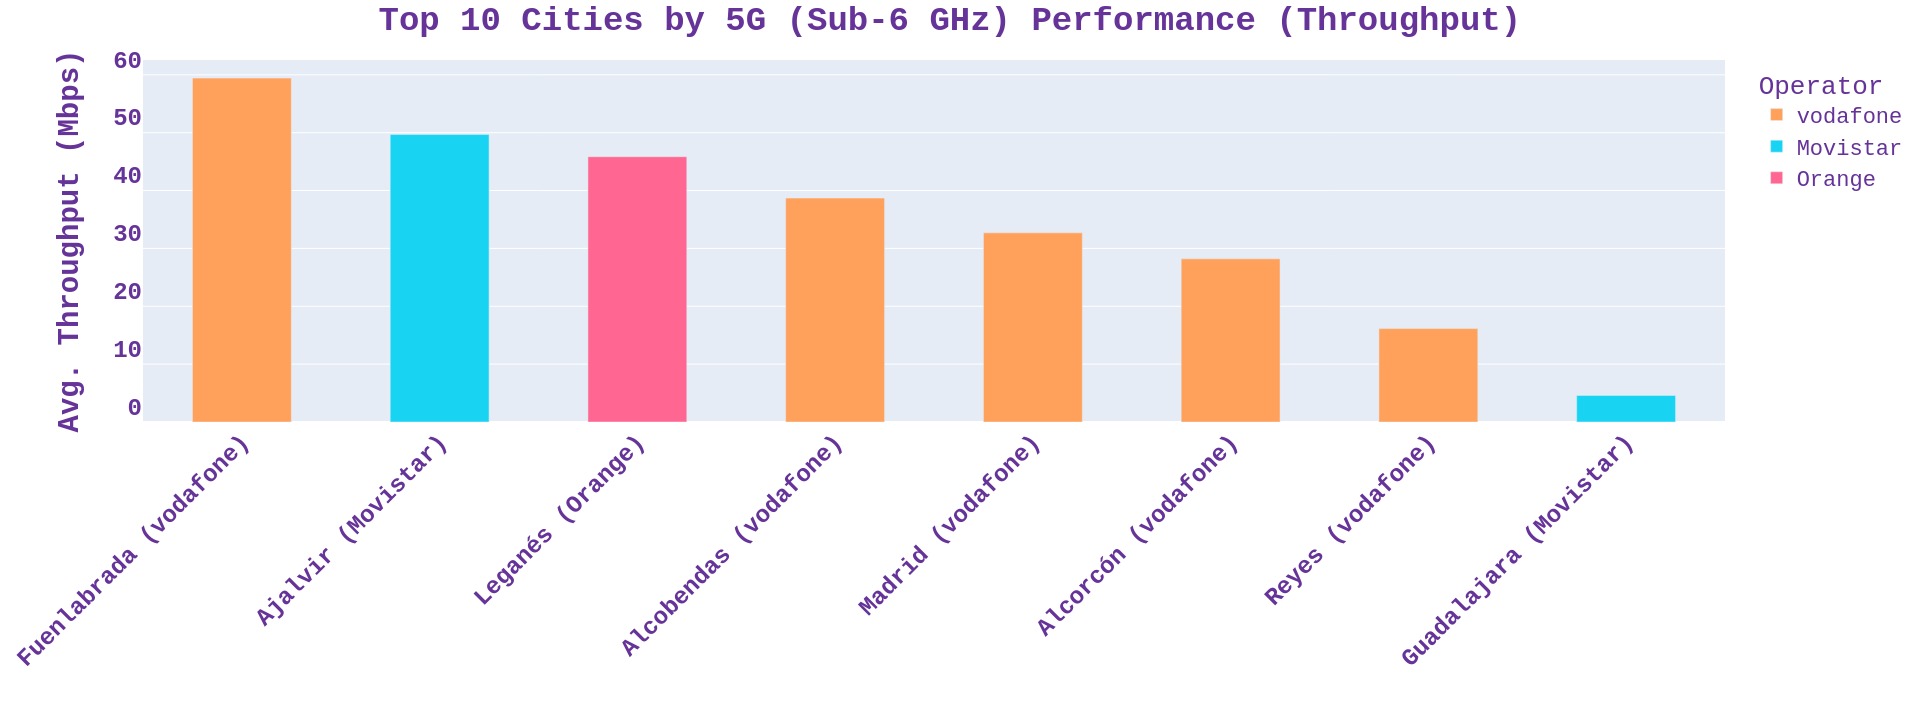 Top 10 Cities by 5G (Sub-6 GHz) Performance (Throughput)
Avg. Throughput (Mbps)
60
50
40
30
20
10
0
Fuenlabrada (vodafone)
Ajalvir (Movistar)
Leganés (Orange)
Alcobendas (vodafone)
Madrid (vodafone)
Alcorcón (vodafone)
Reyes (vodafone)
Guadalajara (Movistar)
Operator
vodafone
Movistar
Orange